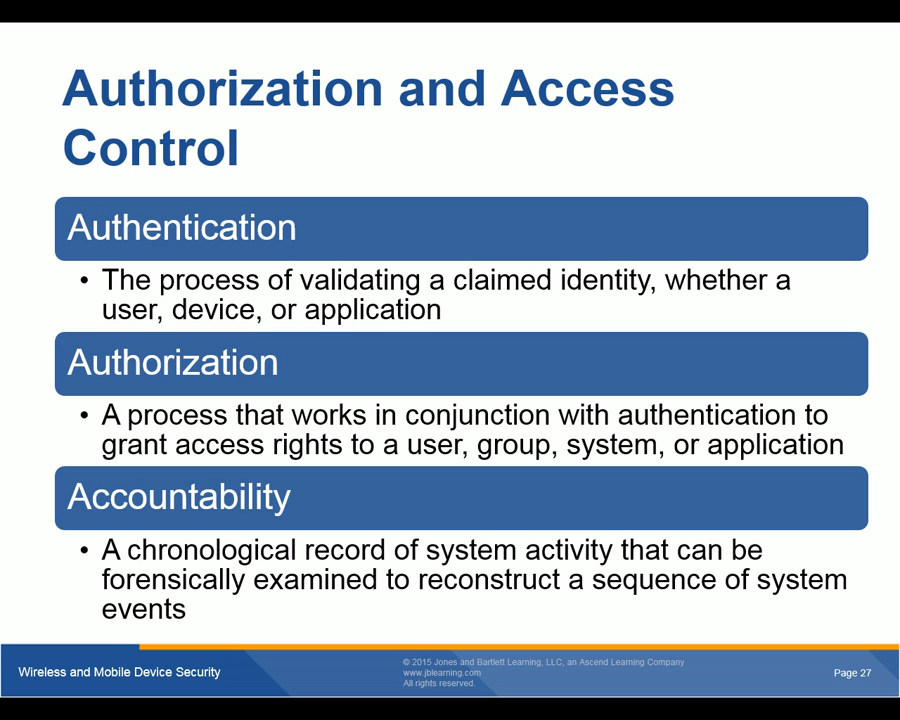 Authorization and Access
Control
Authentication
• The process of validating a claimed identity, whether a
user, device, or application
Authorization
• A process that works in conjunction with authentication to
grant access rights to a user, group, system, or application
Accountability
• A chronological record of system activity that can be
forensically examined to reconstruct a sequence of system
events
Wireless and Mobile Device Security
© 2015 Jones and Bartlett Learning, LLC, an Ascend Learning Company
www.jblearning.com
All rights reserved.
Page 27